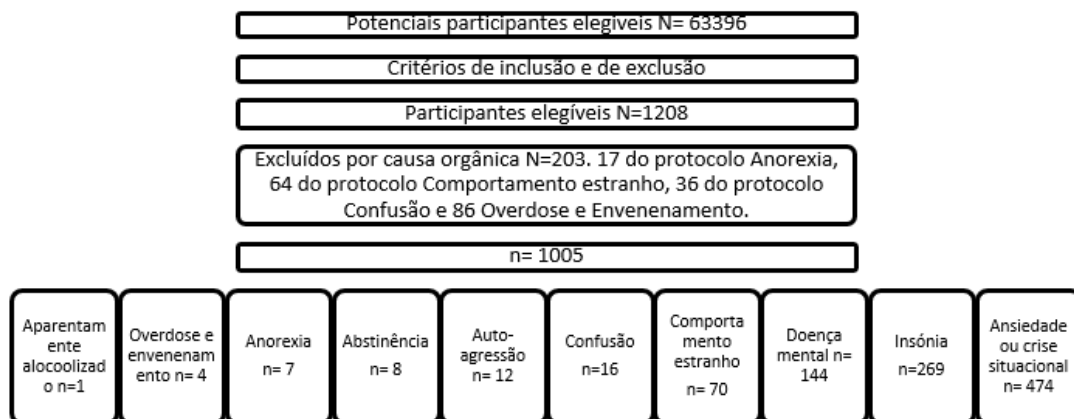 Potenciais participantes elegiveis N= 63396
Critérios de inclusão e de exclusão
Participantes elegíveis N=1208
Excluídos por causa orgânica N=203. 17 do protocolo Anorexia,
64 do protocolo Comportamento estranho, 36 do protocolo
Confusão e 86 Overdose e Envenenamento.
n= 1005
Aparentam
ente
alocoolizad
o n=1
Overdose e
envenenam
ento n= 4
Anorexia
n= 7
Abstinência
n= 8
Auto-
agressão
n= 12
Confusão
n=16
Comporta
mento
estranho
n= 70
Doença
mental n=
144
Insónia
n=269
Ansiedade
ou crise
situacional
n= 474